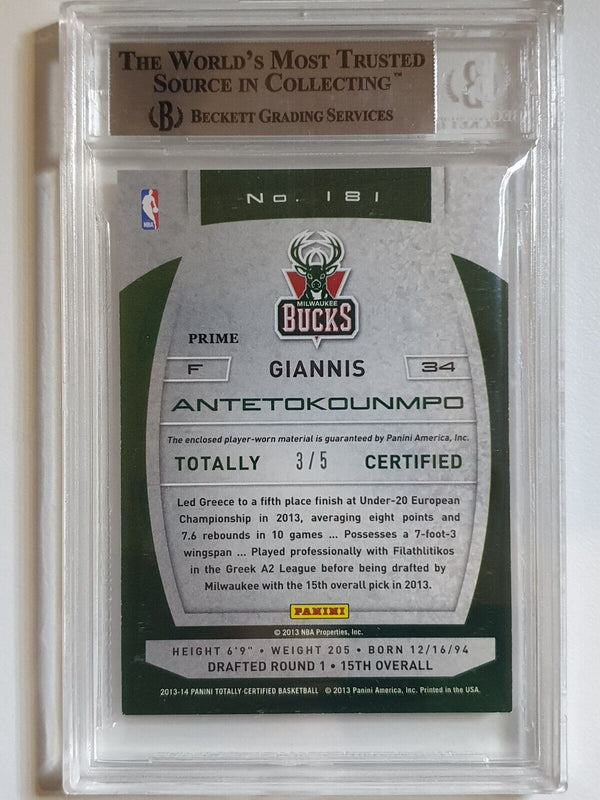 THE WORLD'S MOST TRUSTED
SOURCE IN COLLECTING™
B BECKETT GRADING SERVICES
No. 181
NBA
MILWAUKEE
BUCKS
PRIME
F GIANNIS 34
ANTETOKOUNMPO
The enclosed player-worn material is guaranteed by Panini America, Inc.
TOTALLY 3/5 CERTIFIED
Led Greece to a fifth place finish at Under-20 European
Championship in 2013, averaging eight points and
7.6 rebounds in 10 games ... Possesses a 7-foot-3
wingspan ... Played professionally with Filathlitikos
in the Greek A2 League before being drafted by
Milwaukee with the 15th overall pick in 2013.
PANINI
© 2013 NBA Properties, Inc.
HEIGHT 6'9" • WEIGHT 205 • BORN 12/16/94
DRAFTED ROUND 1 • 15TH OVERALL
2013-14 PANINI TOTALLY CERTIFIED BASKETBALL © 2013 Panini America, Inc. Printed in the USA.